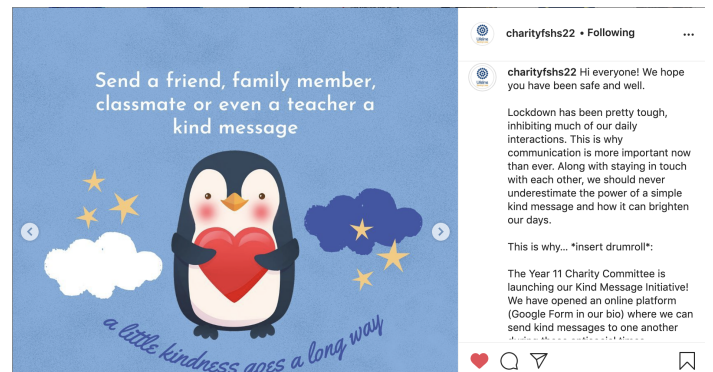 Send a friend, family member,
classmate or even a teacher a
kind message
a little kindness goes a long way
charityfshs22 • Following
charityfshs22 Hi everyone! We hope
you have been safe and well.
Lockdown has been pretty tough,
inhibiting much of our daily
interactions. This is why
communication is more important now
than ever. Along with staying in touch
with each other, we should never
underestimate the power of a simple
kind message and how it can brighten
our days.
This is why... *insert drumroll*:
The Year 11 Charity Committee is
launching our Kind Message Initiative!
We have opened an online platform
(Google Form in our bio) where we can
send kind messages to one another
during these antisocial times